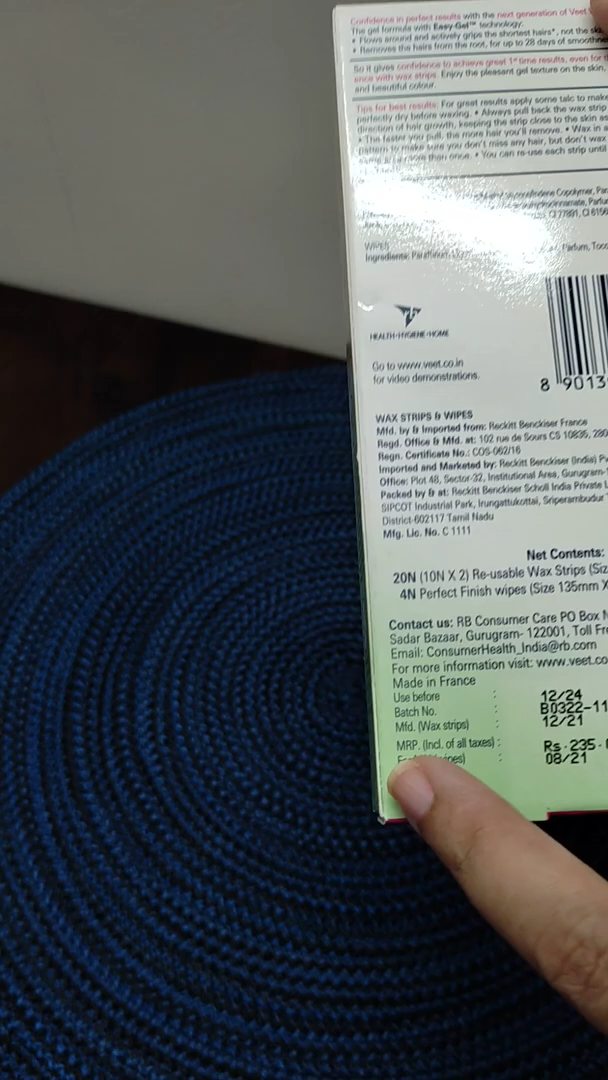 Confidence in perfect results with the next generation of Veet
The gel formula with Easy-Gel™ technology:
• Flows around and actively grips the shortest hairs*, not the
• Removes the hairs from the root, for up to 28 days of
So it gives confidence to achieve great 1st time results, even for
ance with wax strips. Enjoy the pleasant gel texture on the skin,
and beautiful colour.
Tips for best results: For great results apply some talc to make
perfectly dry before waxing. • Always pull back the wax strip
direction of hair growth, keeping the strip close to the skin as
• The faster you pull, the more hair you'll remove. • Wax in a
pattern to make sure you don't miss any hair, but don't wax
more than once. • You can re-use each strip until
Copolymer,
Parfum
CI 77891, CI
WIPES
Ingredients: Parfum,
rb
HEALTH•HYGIENE•HOME
Go to www.veet.co.in
for video demonstrations.
8 9013
WAX STRIPS & WIPES
Mfd. by & Imported from: Reckitt Benckiser France
Regd. Office & Mfd. at: 102 rue de Sours CS 10835,
Regn. Certificate No.: COS-062/16
Imported and Marketed by: Reckitt Benckiser (India)
Office: Plot 48, Sector-32, Institutional Area, Gurugram-
Packed by & at: Reckitt Benckiser Scholl India Private
SIPCOT Industrial Park, Irungattukottai, Sriperambudur
District-602117 Tamil Nadu
Mfg. Lic. No. C 1111
Net Contents:
20N (10N X 2) Re-usable Wax Strips
4N Perfect Finish wipes (Size 135mm X
Contact us: RB Consumer Care PO Box
Sadar Bazaar, Gurugram- 122001, Toll
Email: ConsumerHealth_India@rb.com
For more information visit: www.veet.co
Made in France
Use before : 12/24
Batch No. : B0322-11
Mfd. (Wax strips) : 12/21
MRP. (Incl. of all taxes) : Rs.235.
: 08/21